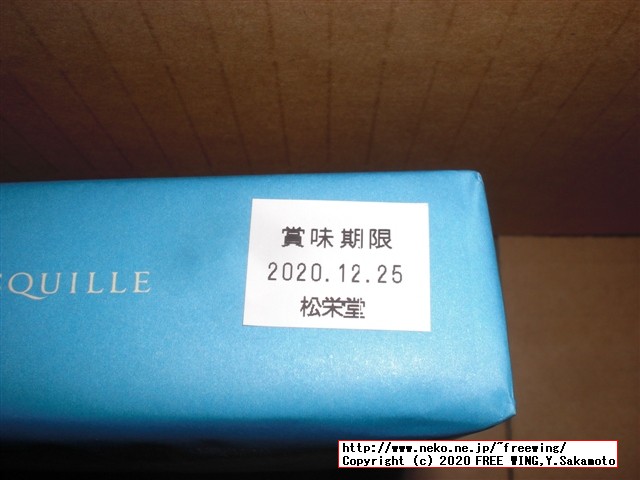 賞味期限
2020.12.25
松栄堂
QUILLE
http://www.neko.ne.jp/~freewing/
Copyright (c) 2020 FREE WING,Y.Sakamoto